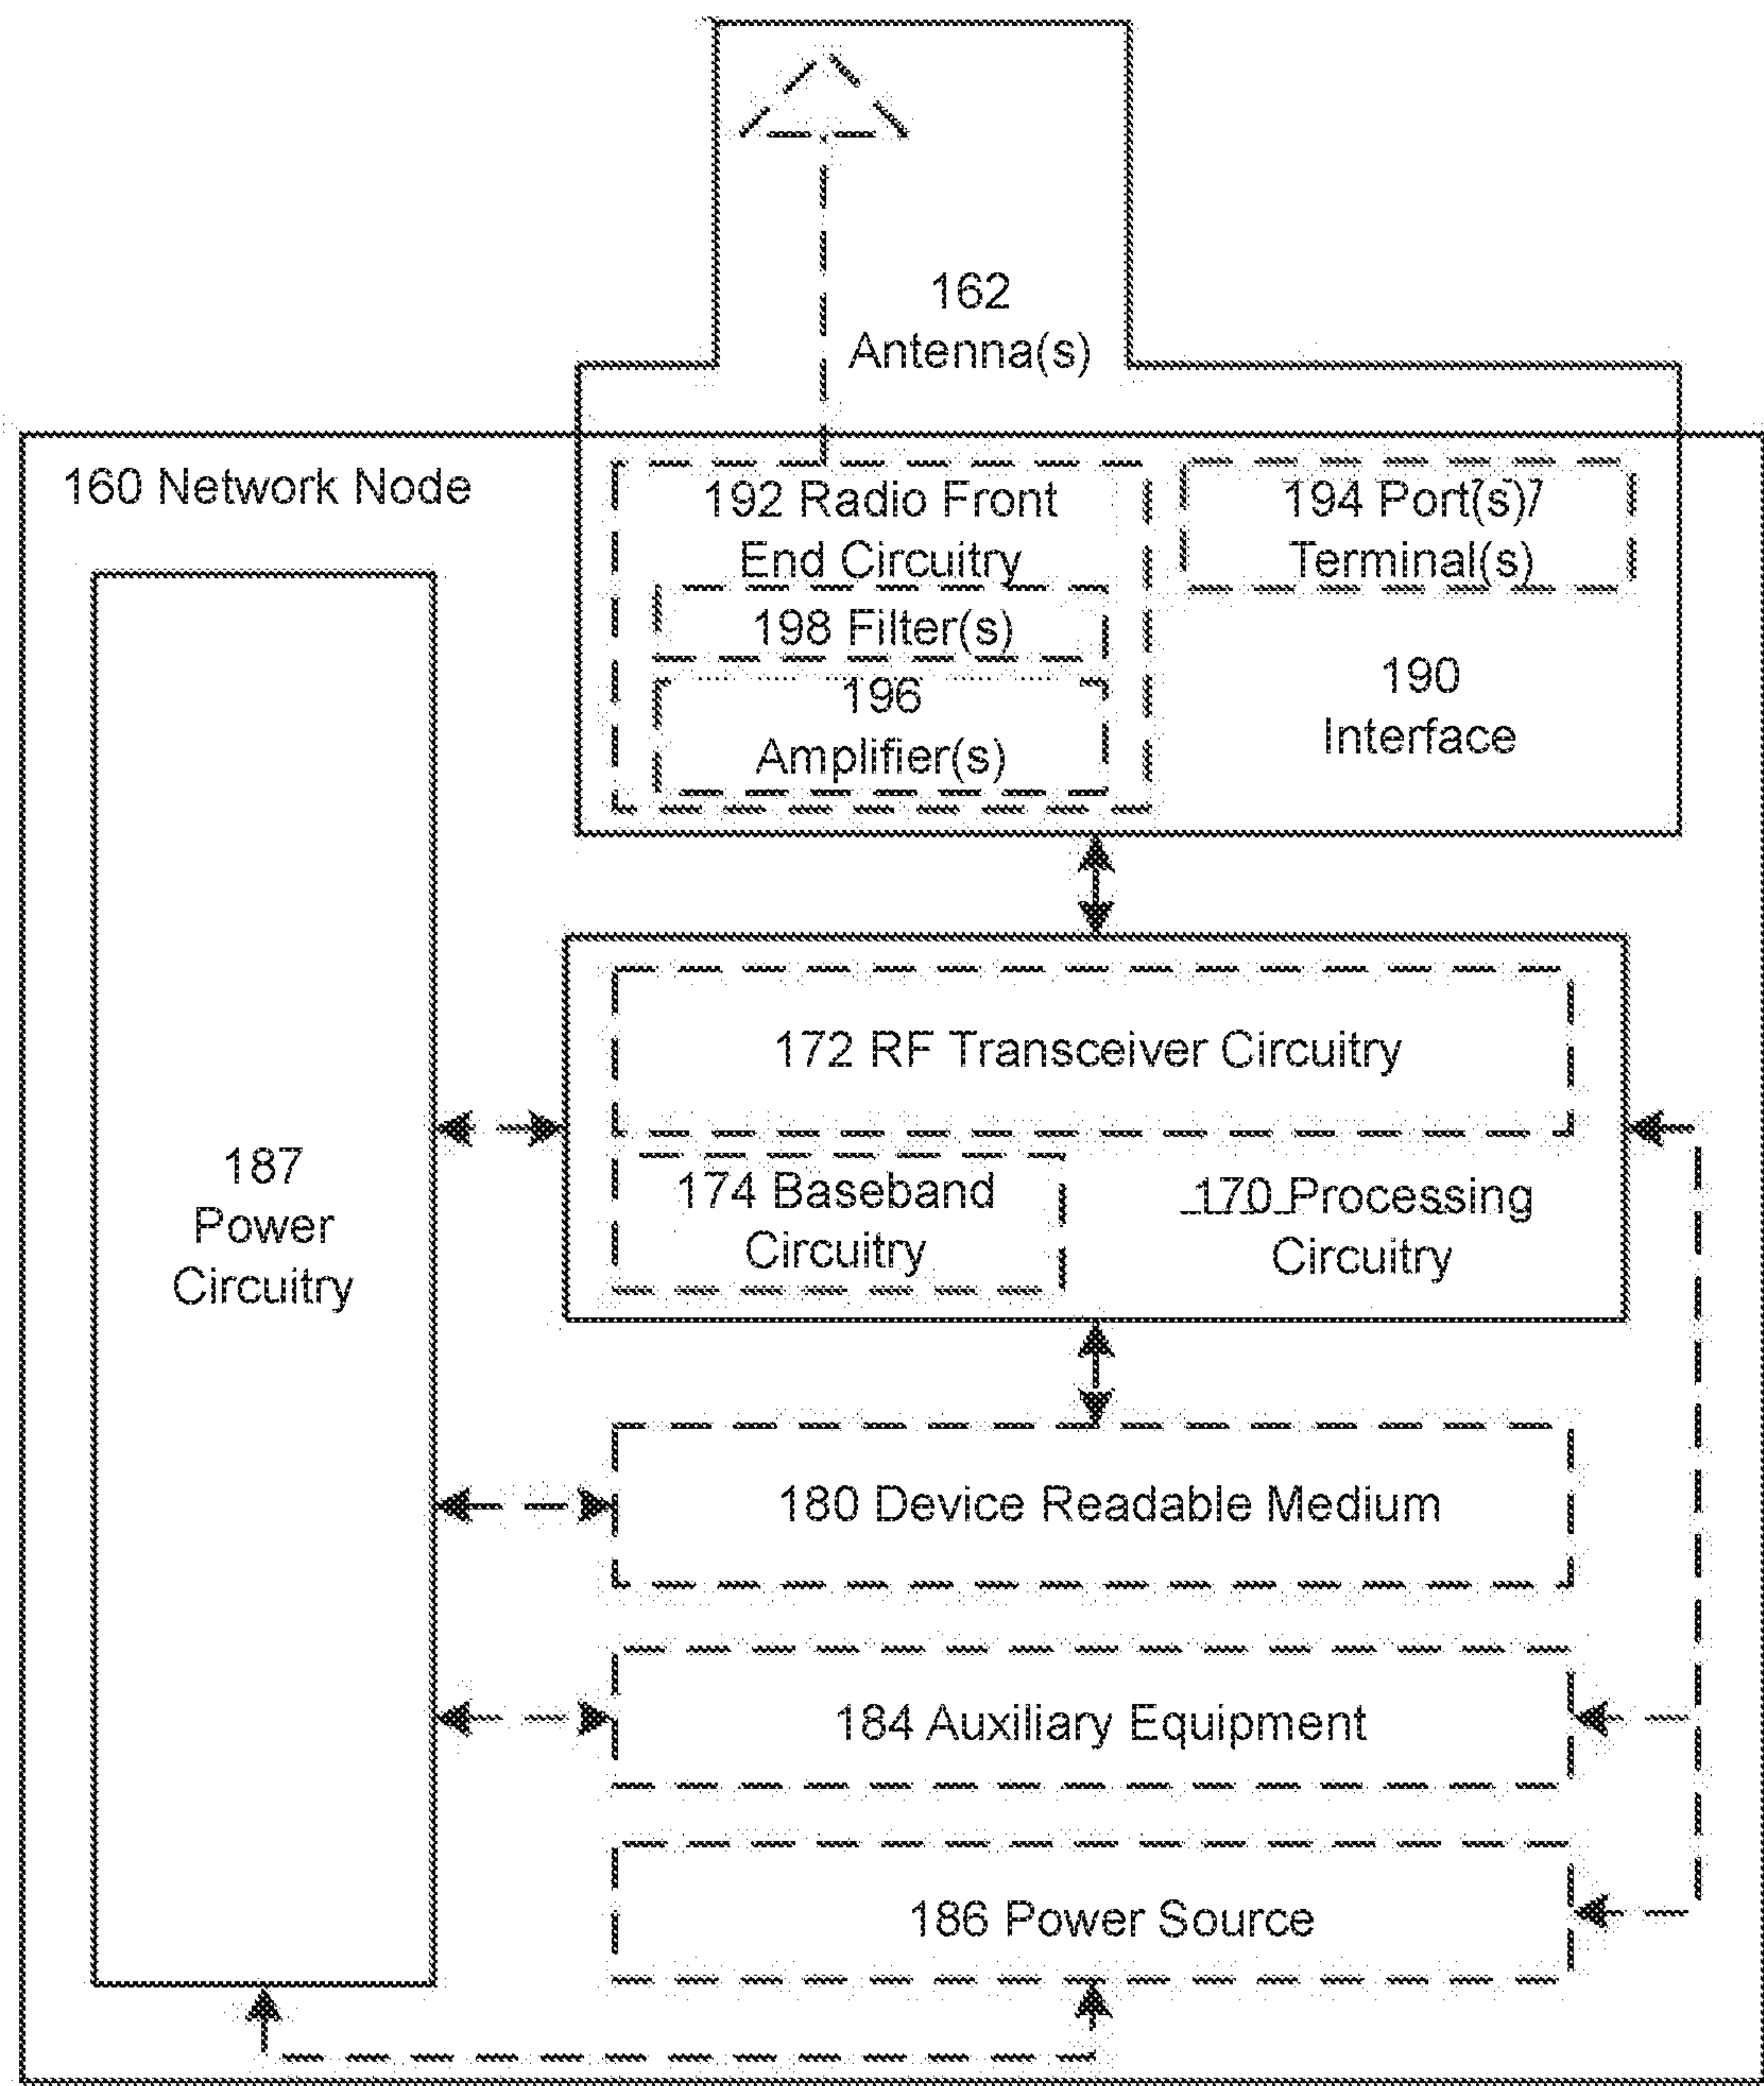 162
Antenna(s)
160 Network Node
192 Radio Front
End Circuitry
194 Port(s)/
Terminal(s)
198 Filter(s)
196
Amplifier(s)
190
Interface
172 RF Transceiver Circuitry
187
Power
Circuitry
174 Baseband
Circuitry
170 Processing
Circuitry
180 Device Readable Medium
184 Auxiliary Equipment
186 Power Source